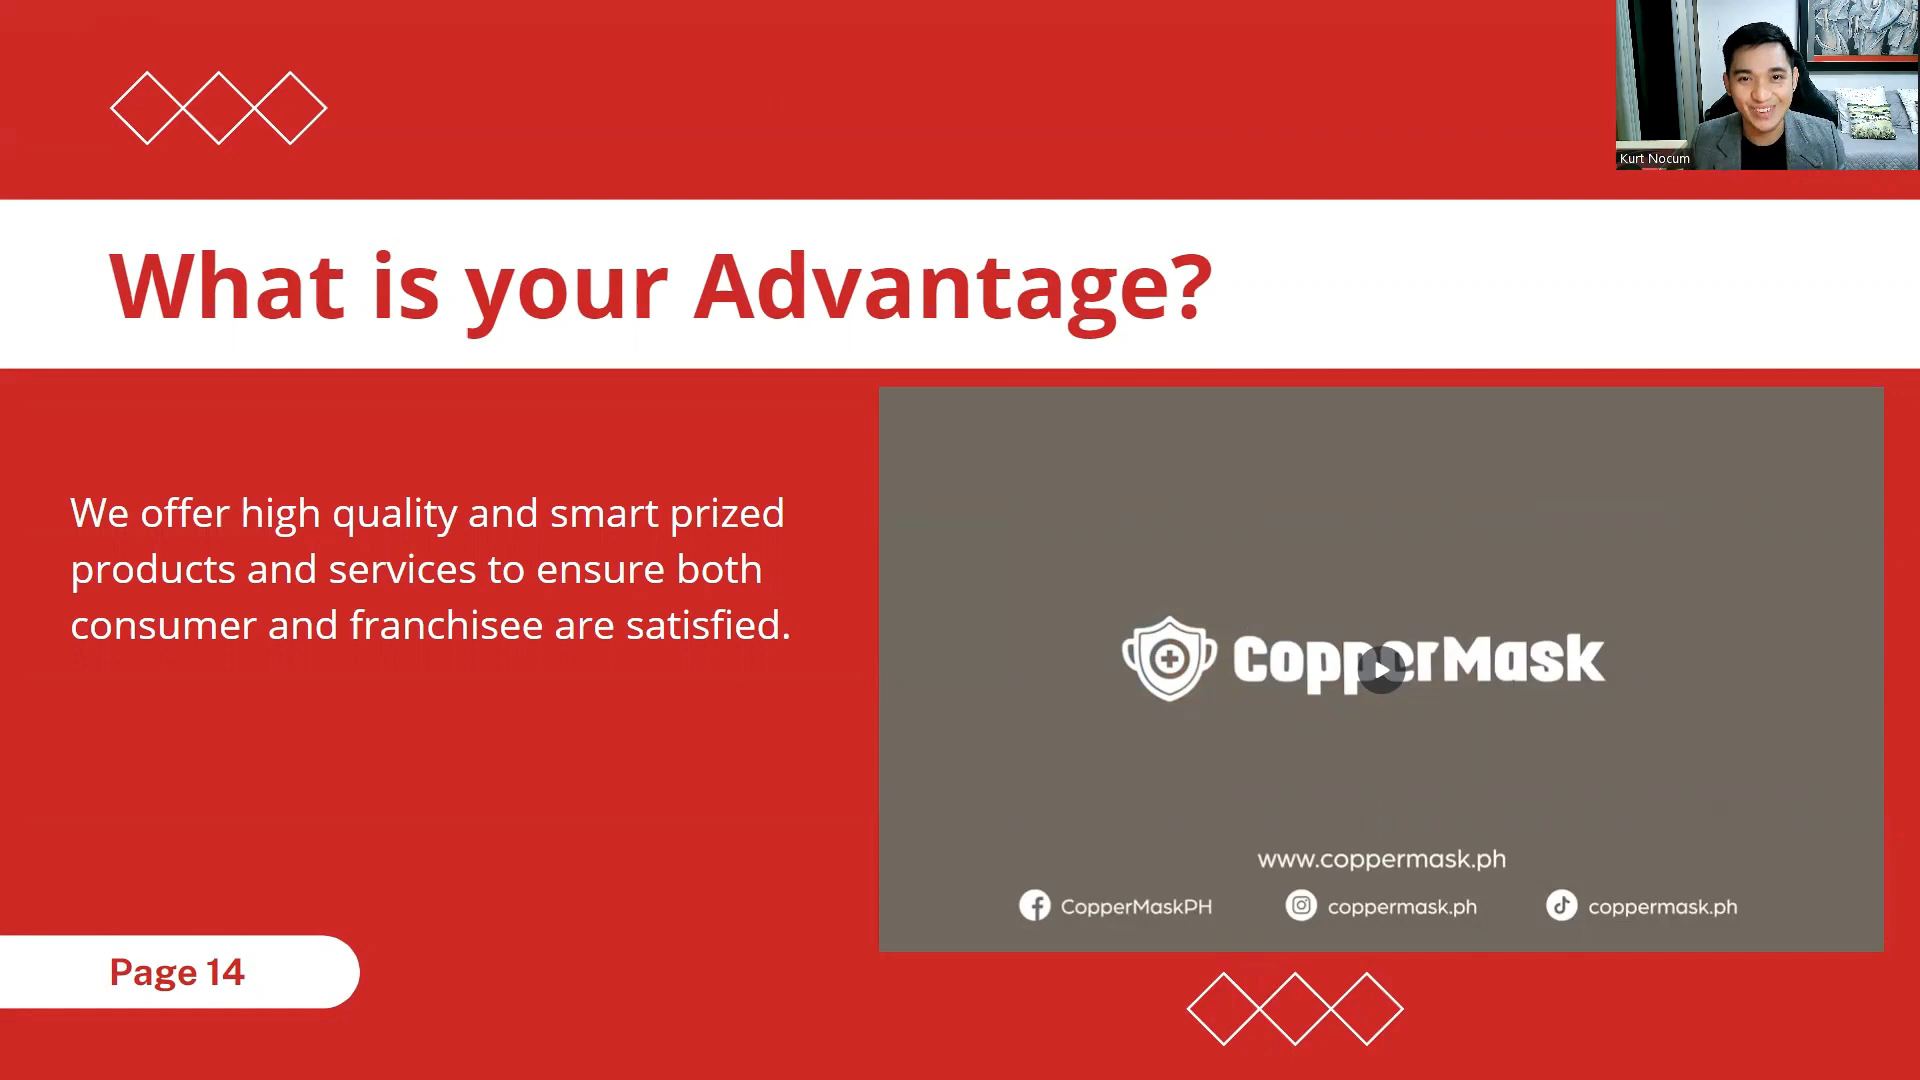 Kurt Nocum
What is your Advantage?
We offer high quality and smart prized
products and services to ensure both
consumer and franchisee are satisfied.
CopperMask
www.coppermask.ph
CopperMaskPH
coppermask.ph
coppermask.ph
Page 14